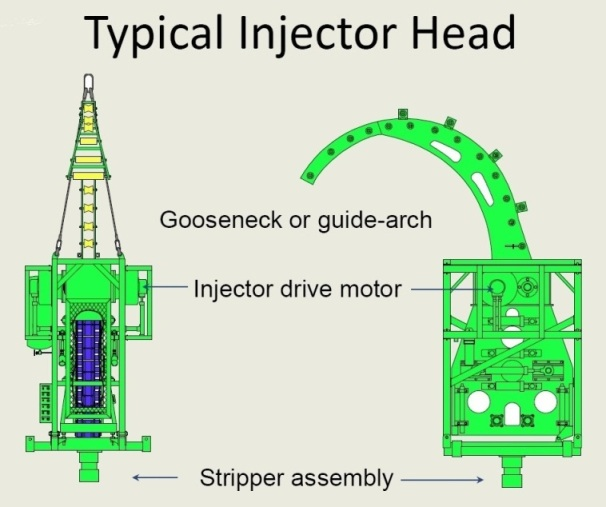 Typical Injector Head
Gooseneck or guide-arch
Injector drive motor
Stripper assembly